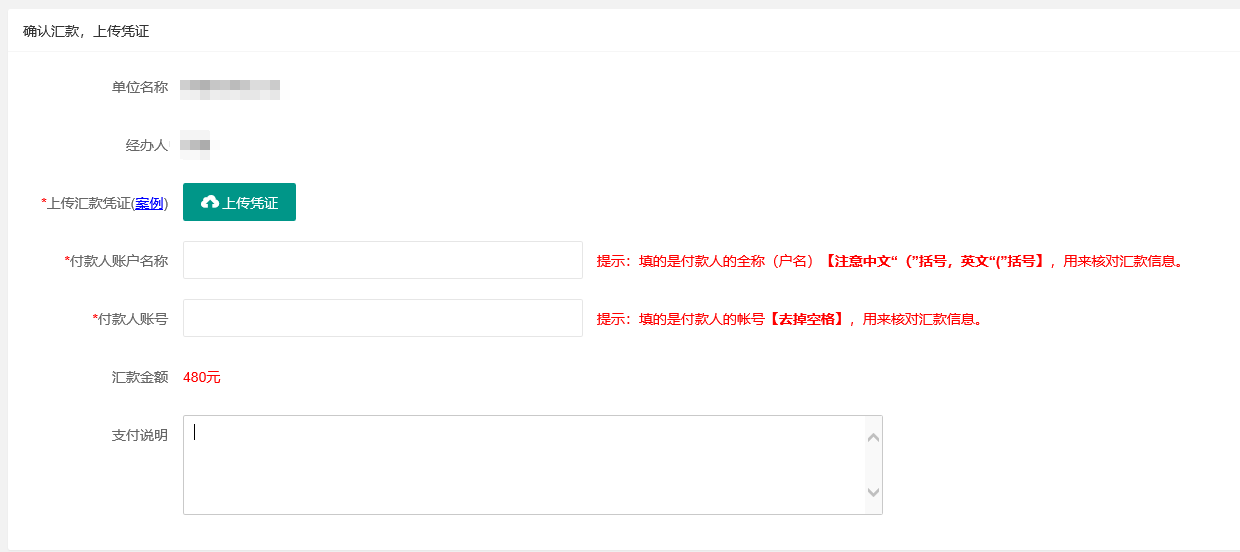 确认汇款，上传凭证
单位名称
经办人
*上传汇款凭证(案例)
上传凭证
*付款人账户名称
提示：填的是付款人的全称（户名）【注意中文“（”括号，英文“(”括号】，用来核对汇款信息。
*付款人账号
提示：填的是付款人的帐号【去掉空格】，用来核对汇款信息。
汇款金额 480元
支付说明